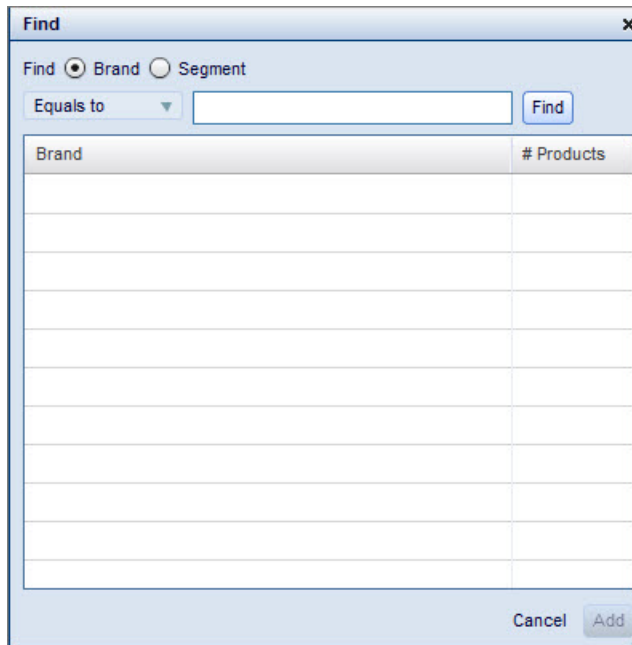 Find
Find Brand Segment
Equals to Find
Brand # Products
Cancel Add